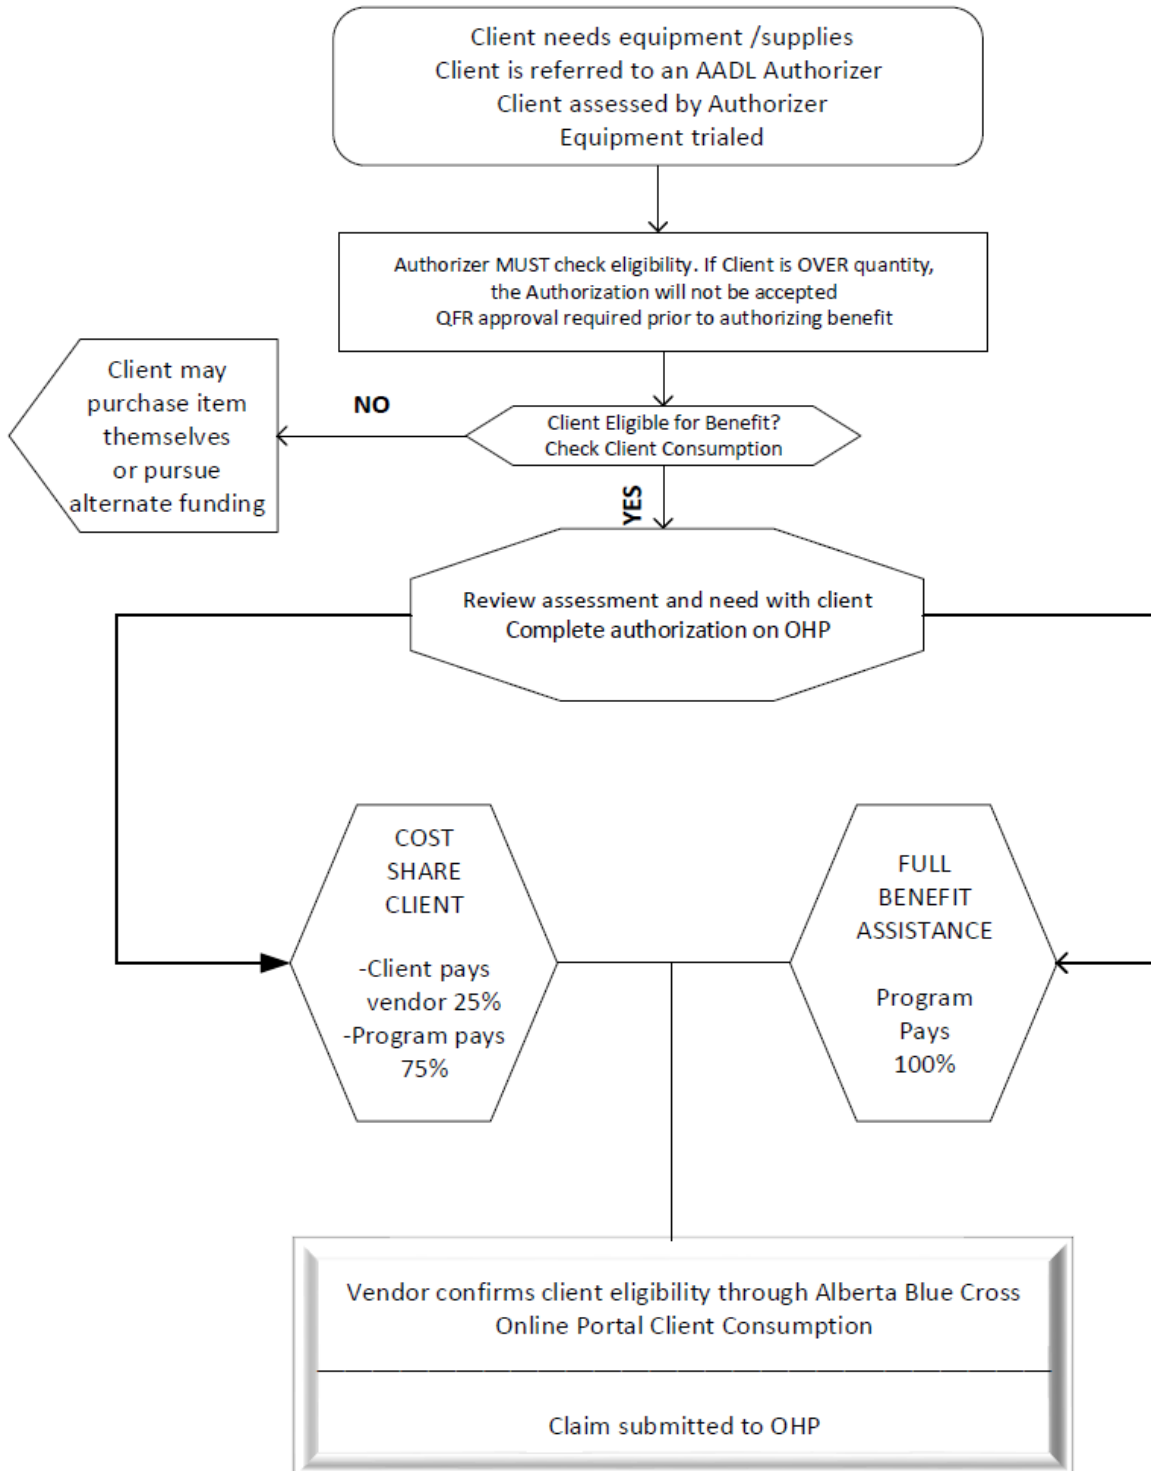 Client needs equipment /supplies
Client is referred to an AADL Authorizer
Client assessed by Authorizer
Equipment trialed
Authorizer MUST check eligibility. If Client is OVER quantity,
the Authorization will not be accepted
QFR approval required prior to authorizing benefit
Client may
purchase item
themselves
or pursue
alternate funding
NO
Client Eligible for Benefit?
Check Client Consumption
YES
Review assessment and need with client
Complete authorization on OHP
COST
SHARE
CLIENT
-Client pays
vendor 25%
-Program pays
75%
FULL
BENEFIT
ASSISTANCE
Program
Pays
100%
Vendor confirms client eligibility through Alberta Blue Cross
Online Portal Client Consumption
Claim submitted to OHP